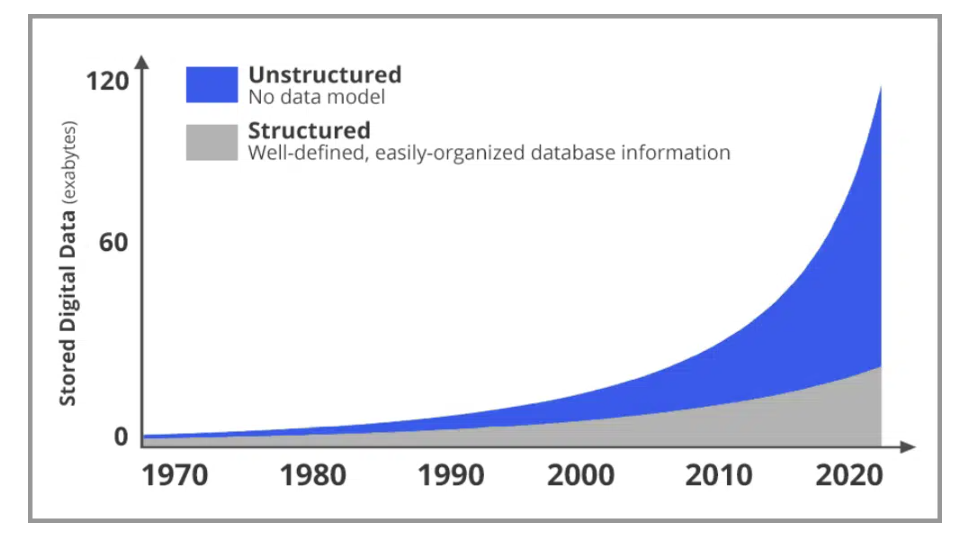 120
Unstructured
No data model
Structured
Well-defined, easily-organized database information
Stored Digital Data (exabytes)
60
0
1970 1980 1990 2000 2010 2020